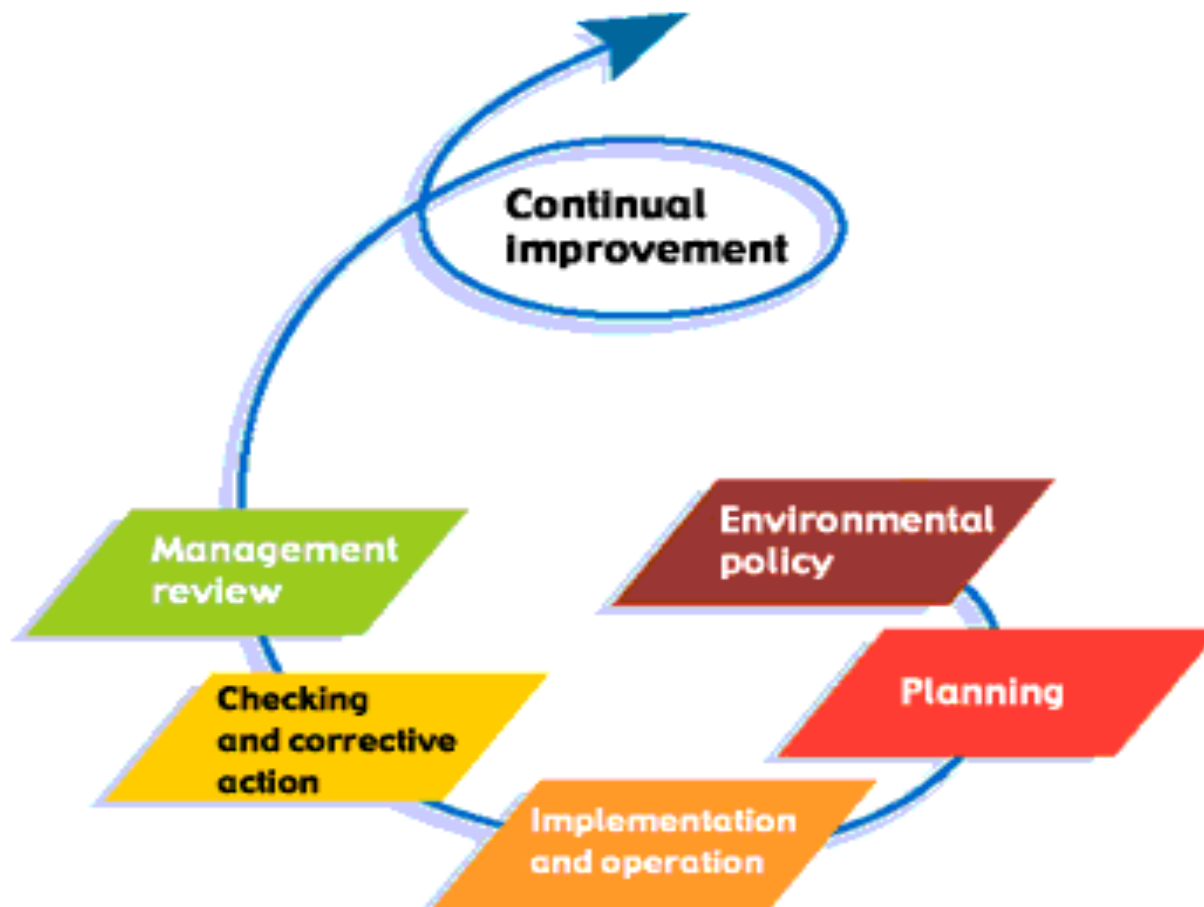 Continual
improvement
Environmental
policy
Management
review
Planning
Checking
and corrective
action
Implementation
and operation